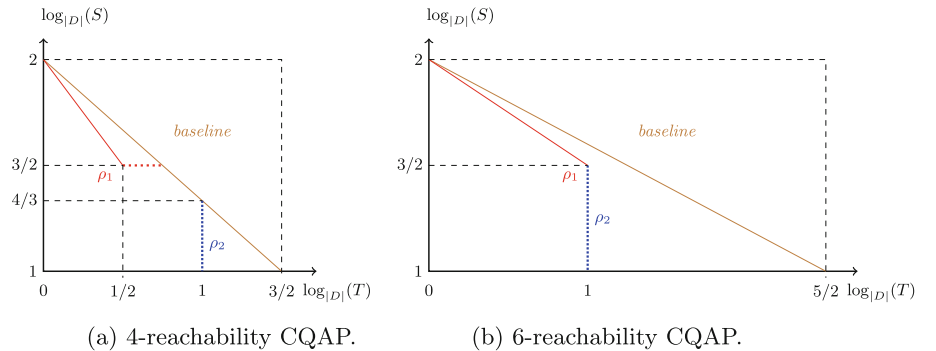 log|D|(S)
2
baseline
3/2
ρ1
4/3
ρ2
1
0
1/2
1
3/2
log|D|(T)
(a) 4-reachability CQAP.
log|D|(S)
2
baseline
3/2
ρ1
ρ2
1
0
1
5/2
log|D|(T)
(b) 6-reachability CQAP.